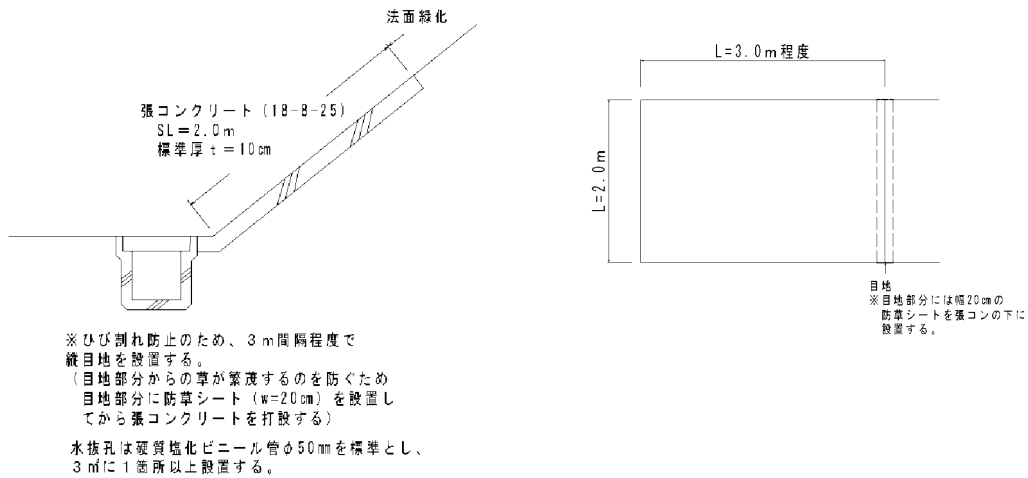 法面緑化
張コンクリート（18-8-25）
SL＝2.0m
標準厚t＝10㎝
※ひび割れ防止のため、3m間隔程度で
縦目地を設置する。
（目地部分からの草が繁茂するのを防ぐため
目地部分に防草シート（w=20㎝）を設置し
てから張コンクリートを打設する）
水抜孔は硬質塩化ビニール管φ50㎜を標準とし、
3㎡に1箇所以上設置する。
L=3.0m程度
L=2.0m
目地
※目地部分には幅20㎝の
防草シートを張コンの下に
設置する。